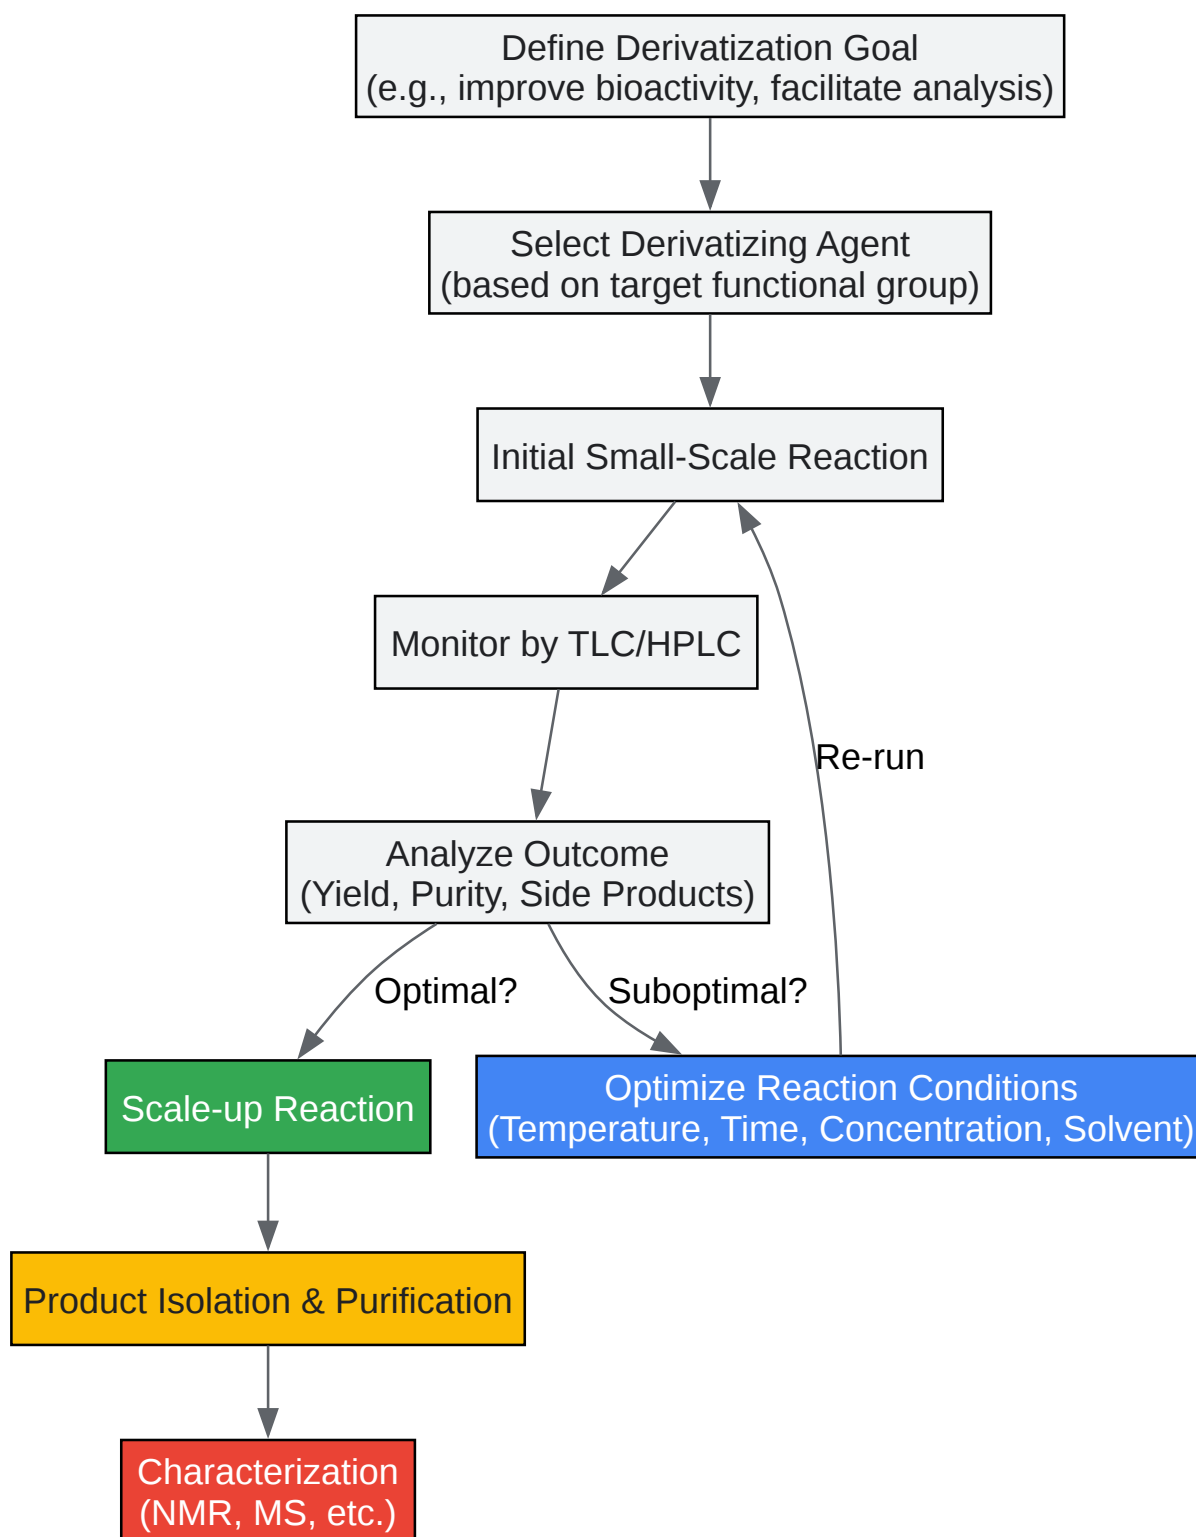 Define Derivatization Goal
(e.g., improve bioactivity, facilitate analysis)
Select Derivatizing Agent
(based on target functional group)
Initial Small-Scale Reaction
Monitor by TLC/HPLC
Re-run
Analyze Outcome
(Yield, Purity, Side Products)
Optimal?
Suboptimal?
Scale-up Reaction
Optimize Reaction Conditions
(Temperature, Time, Concentration, Solvent)
Product Isolation & Purification
Characterization
(NMR, MS, etc.)